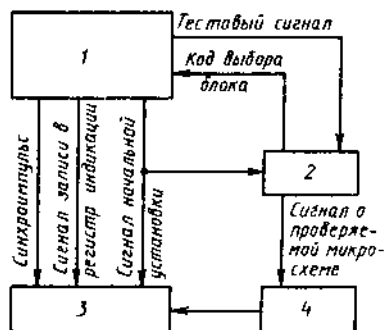 Тестовый сигнал
1
Код выбора
блока
Синхроимпульс
Сигнал записи в
регистр индикации
Сигнал начальной
установки
2
Сигнал о
проверяе-
мой микро-
схеме
3
4